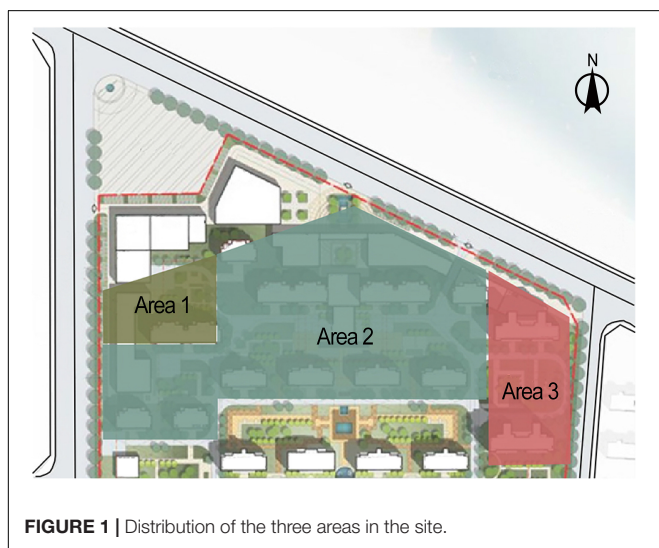 N
Area 1
Area 2
Area 3
FIGURE 1 | Distribution of the three areas in the site.